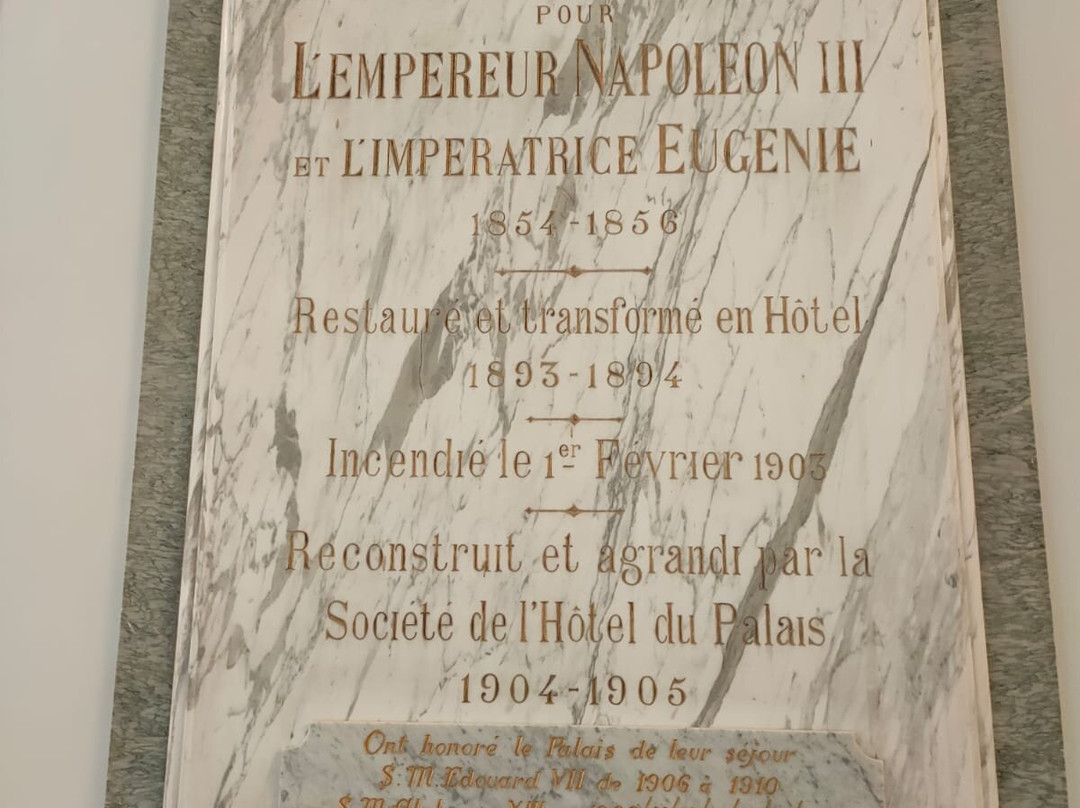 POUR
L'EMPEREUR NAPOLEON III
ET L'IMPERATRICE EUGENIE
1854-1856
Restauré et transformé en Hôtel
1893-1894
Incendié le 1er Février 1903
Reconstruit et agrandi par la
Société de l'Hôtel du Palais
1904-1905
Ont honoré le Palais de leur séjour
S. M. Edouard VII de 1906 à 1910
S. M. XIII